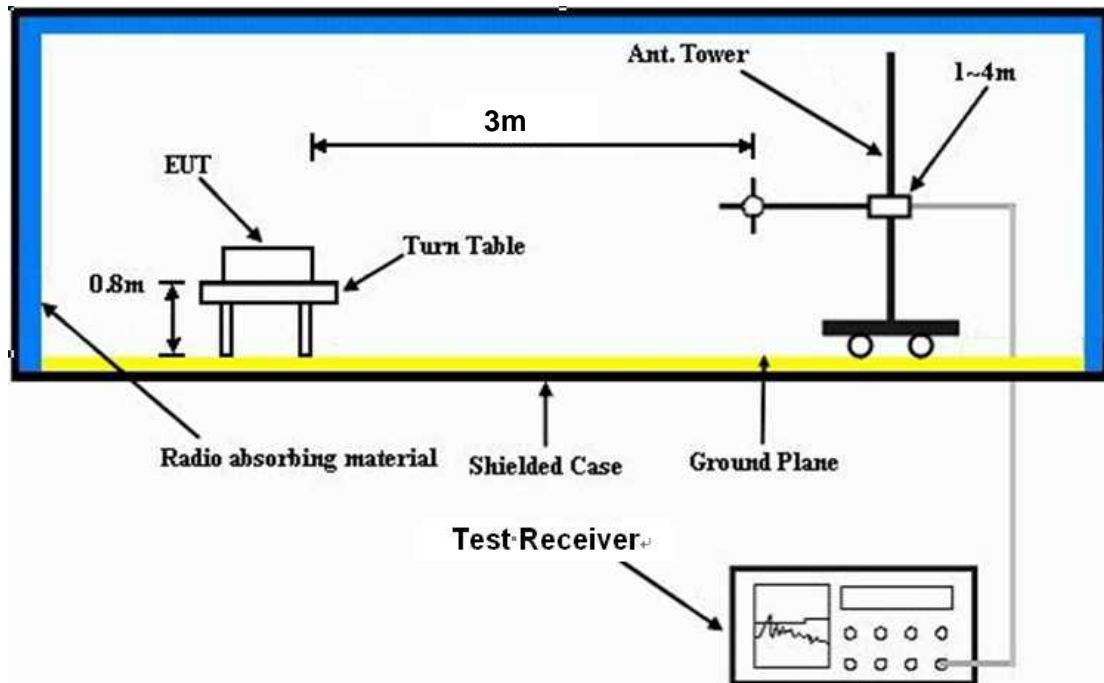 Ant. Tower
1~4m
3m
EUT
Turn Table
0.8m
Radio absorbing material
Shielded Case
Ground Plane
Test Receiver